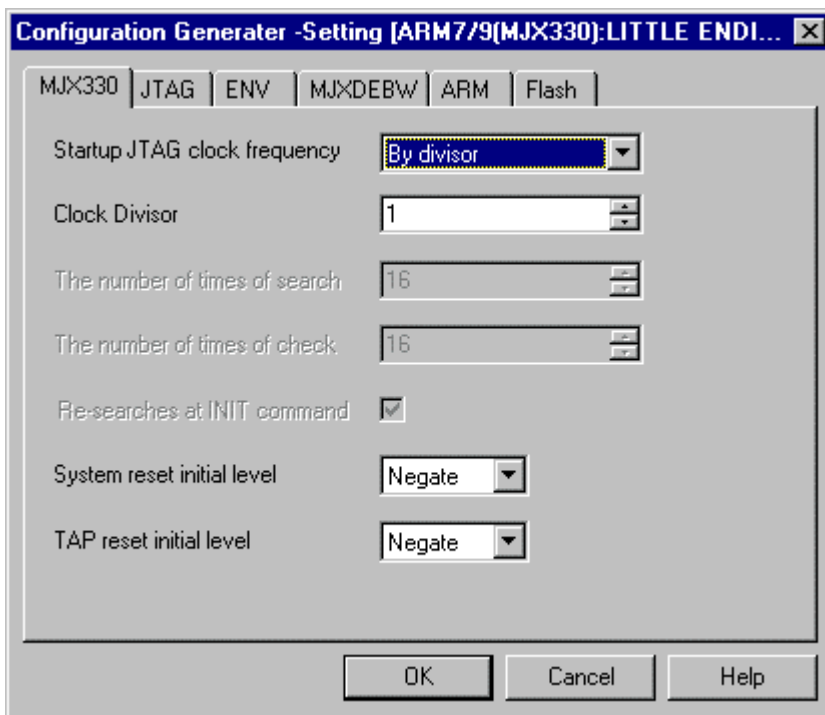 Configuration Generater -Setting [ARM7/9(MJX330):LITTLE ENDI...
MJX330 JTAG ENV MJXDEBW ARM Flash
Startup JTAG clock frequency By divisor
Clock Divisor 1
The number of times of search 16
The number of times of check 16
Re-searches at INIT command
System reset initial level Negate
TAP reset initial level Negate
OK Cancel Help